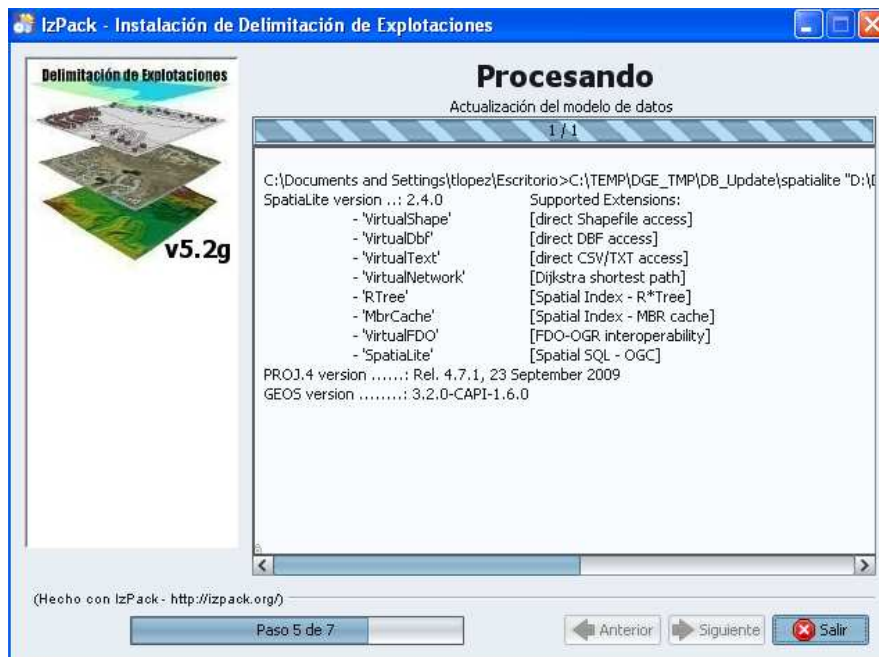 IzPack - Instalación de Delimitación de Explotaciones
Delimitación de Explotaciones
v5.2g
Procesando
Actualización del modelo de datos
1 / 1
C:\Documents and Settings\tlopez\Escritorio>C:\TEMP\DGE_TMP\DB_Update\spatialite "D:\
SpatiaLite version ..: 2.4.0 Supported Extensions:
- 'VirtualShape' [direct Shapefile access]
- 'VirtualDbf' [direct DBF access]
- 'VirtualText' [direct CSV/TXT access]
- 'VirtualNetwork' [Dijkstra shortest path]
- 'RTree' [Spatial Index - R*Tree]
- 'MbrCache' [Spatial Index - MBR cache]
- 'VirtualFDO' [FDO-OGR interoperability]
- 'SpatiaLite' [Spatial SQL - OGC]
PROJ.4 version ......: Rel. 4.7.1, 23 September 2009
GEOS version ........: 3.2.0-CAPI-1.6.0
(Hecho con IzPack - http://izpack.org/)
Paso 5 de 7
Anterior
Siguiente
Salir